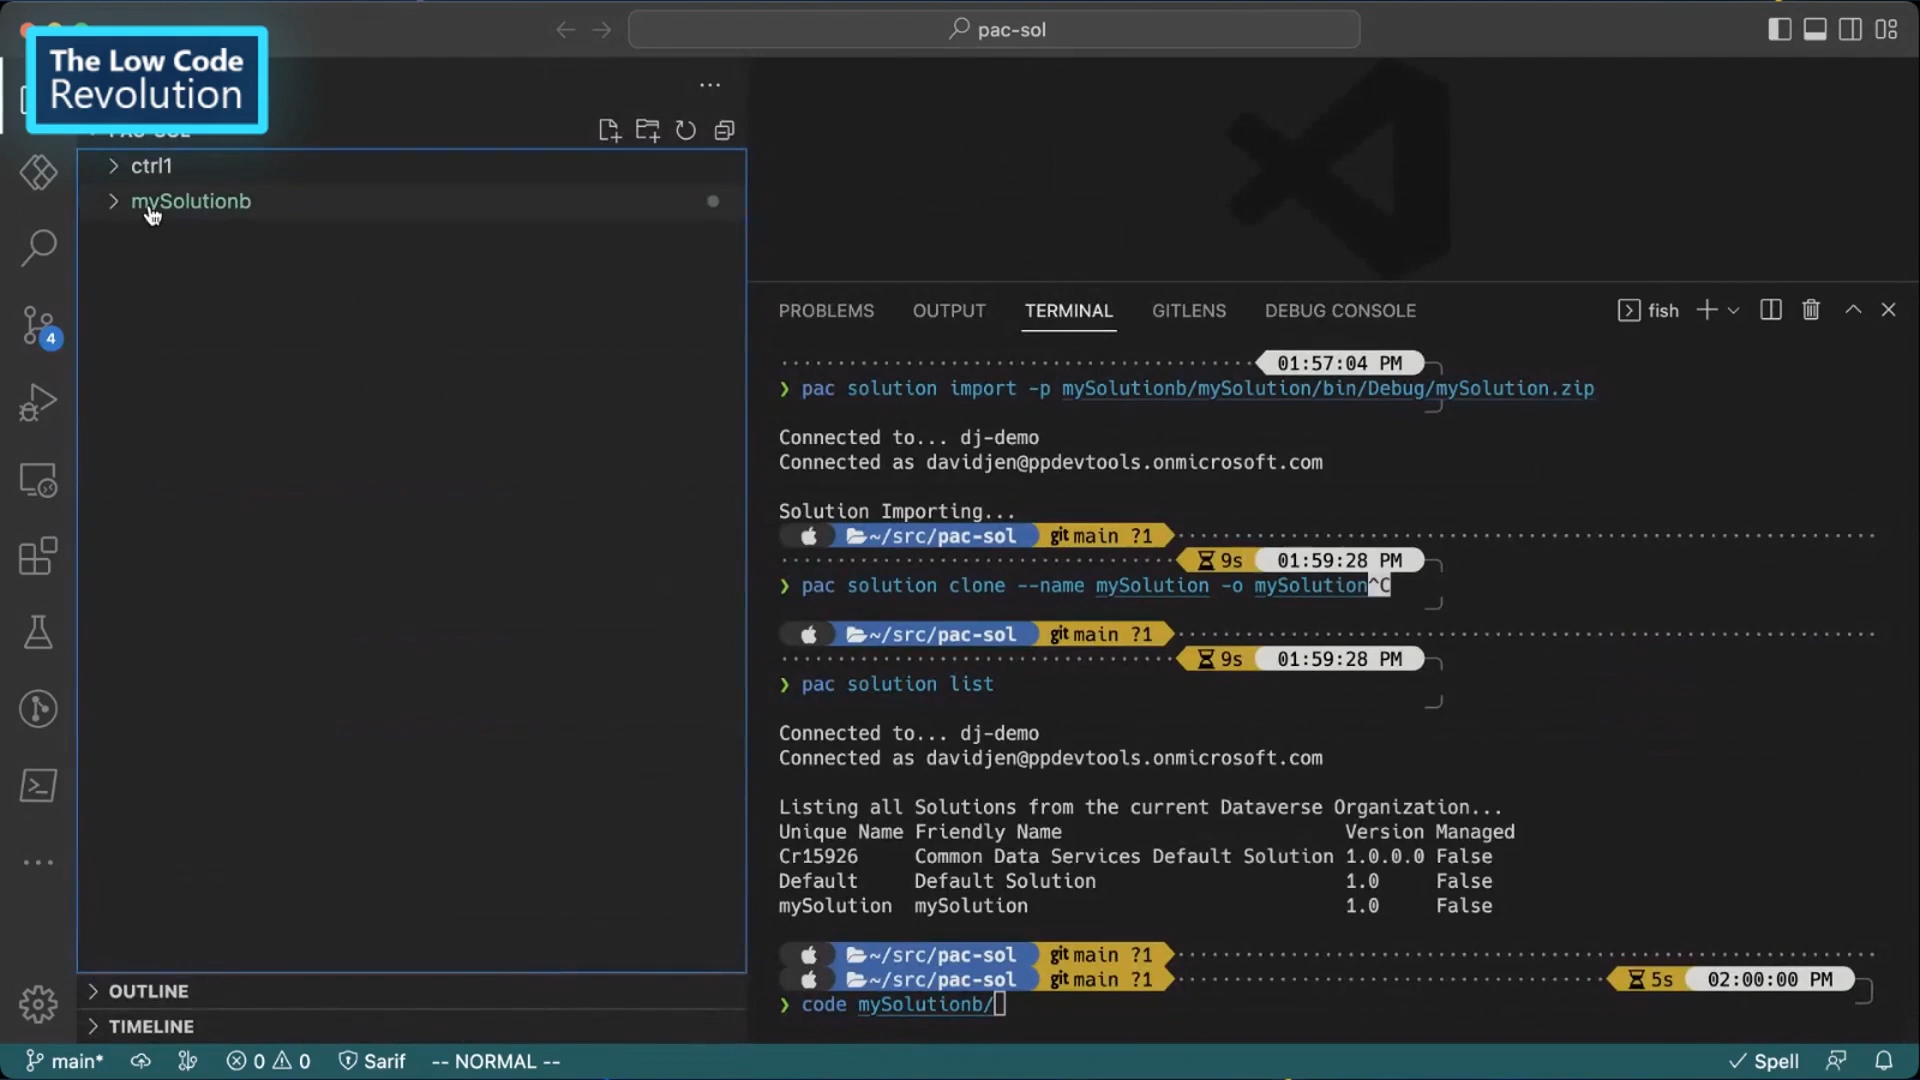 pac-sol
The Low Code
Revolution
ctrl1
mySolutionb
4
PROBLEMS OUTPUT TERMINAL GITLENS DEBUG CONSOLE fish
01:57:04 PM
❯ pac solution import -p mySolutionb/mySolution/bin/Debug/mySolution.zip
Connected to... dj-demo
Connected as davidjen@ppdevtools.onmicrosoft.com
Solution Importing...
~/src/pac-sol git main ?1
9s 01:59:28 PM
❯ pac solution clone --name mySolution -o mySolution^C
~/src/pac-sol git main ?1
9s 01:59:28 PM
❯ pac solution list
Connected to... dj-demo
Connected as davidjen@ppdevtools.onmicrosoft.com
Listing all Solutions from the current Dataverse Organization...
Unique Name Friendly Name Version Managed
Cr15926 Common Data Services Default Solution 1.0.0.0 False
Default Default Solution 1.0 False
mySolution mySolution 1.0 False
~/src/pac-sol git main ?1
~/src/pac-sol git main ?1 5s 02:00:00 PM
❯ code mySolutionb/
OUTLINE
TIMELINE
main* 0 0 Sarif -- NORMAL -- Spell